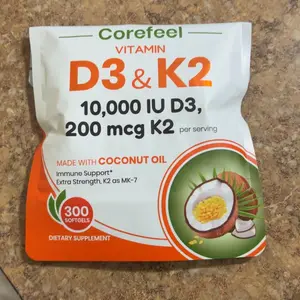 Corefeel
VITAMIN
D3 & K2
10,000 IU D3,
200 mcg K2 per serving
MADE WITH COCONUT OIL
Immune Support*
Extra Strength, K2 as MK-7
300
SOFTGELS
DIETARY SUPPLEMENT